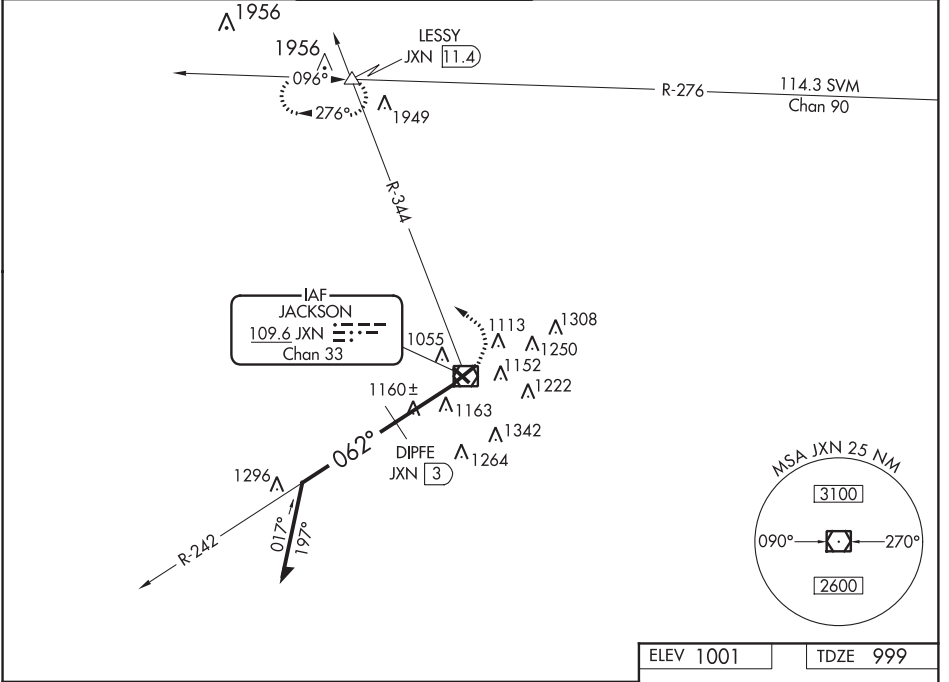 1956
1956
LESSY
JXN 11.4
096°
276°
1949
R-276
114.3 SVM
Chan 90
R-344
IAF
JACKSON
109.6 JXN
Chan 33
1055
1113
1308
1250
1152
1222
1160±
1163
1342
1264
DIPFE
JXN 3
062°
1296
017°
197°
R-242
MSA JXN 25 NM
3100
090°
270°
2600
ELEV 1001
TDZE 999